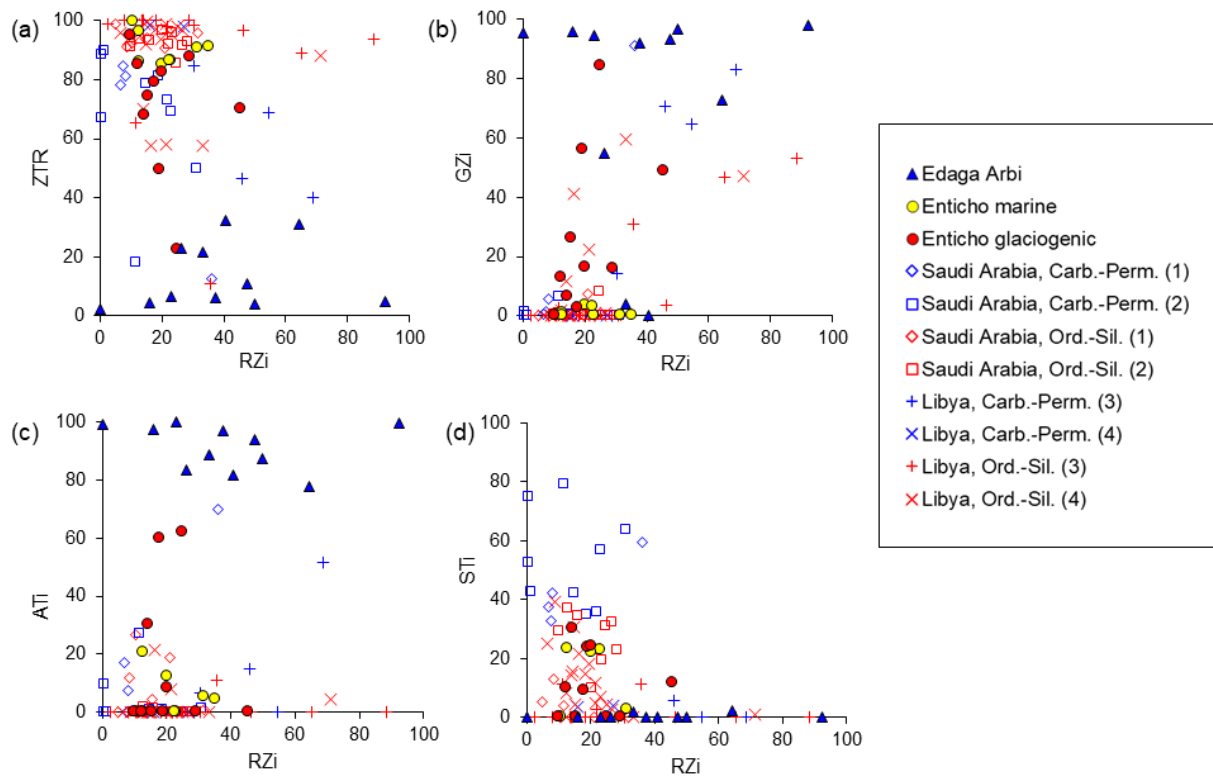 (a)
100
80
60
40
20
0
ZTR
0 20 40 60 80 100
RZi
(b)
100
80
60
40
20
0
GZi
0 20 40 60 80 100
RZi
(c)
100
80
60
40
20
0
ATi
0 20 40 60 80 100
RZi
(d)
100
80
60
40
20
0
STi
0 20 40 60 80 100
RZi
Edaga Arbi
Enticho marine
Enticho glaciogenic
Saudi Arabia, Carb.-Perm. (1)
Saudi Arabia, Carb.-Perm. (2)
Saudi Arabia, Ord.-Sil. (1)
Saudi Arabia, Ord.-Sil. (2)
Libya, Carb.-Perm. (3)
Libya, Carb.-Perm. (4)
Libya, Ord.-Sil. (3)
Libya, Ord.-Sil. (4)